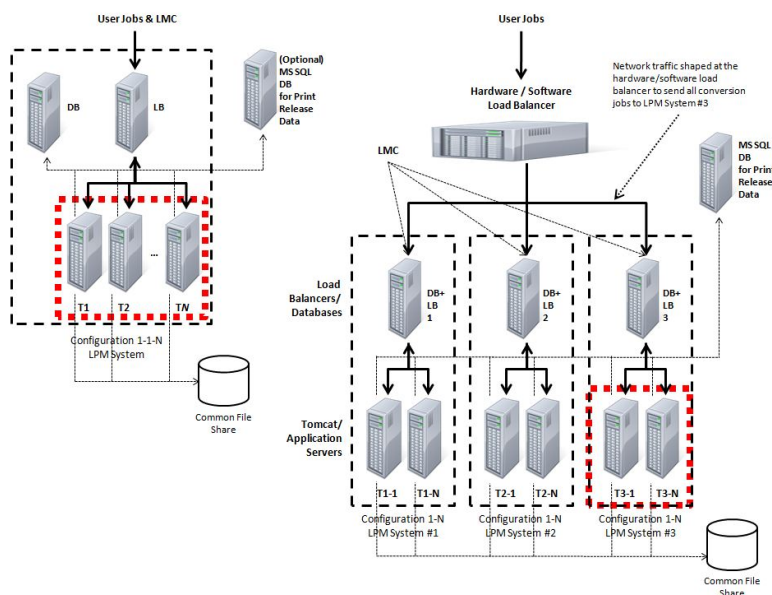 User Jobs & LMC
DB
LB
(Optional)
MS SQL
DB
for Print
Release
Data
...
T1
T2
TN
Configuration 1-1-N
LPM System
Common File
Share
User Jobs
Hardware / Software
Load Balancer
Network traffic shaped at the
hardware/software load
balancer to send all conversion
jobs to LPM System #3
LMC
MS SQL
DB
for Print
Release
Data
Load
Balancers/
Databases
DB+
LB
1
DB+
LB
2
DB+
LB
3
Tomcat/
Application
Servers
T1-1
T1-N
T2-1
T2-N
T3-1
T3-N
Configuration 1-N
LPM System #1
Configuration 1-N
LPM System #2
Configuration 1-N
LPM System #3
Common File
Share